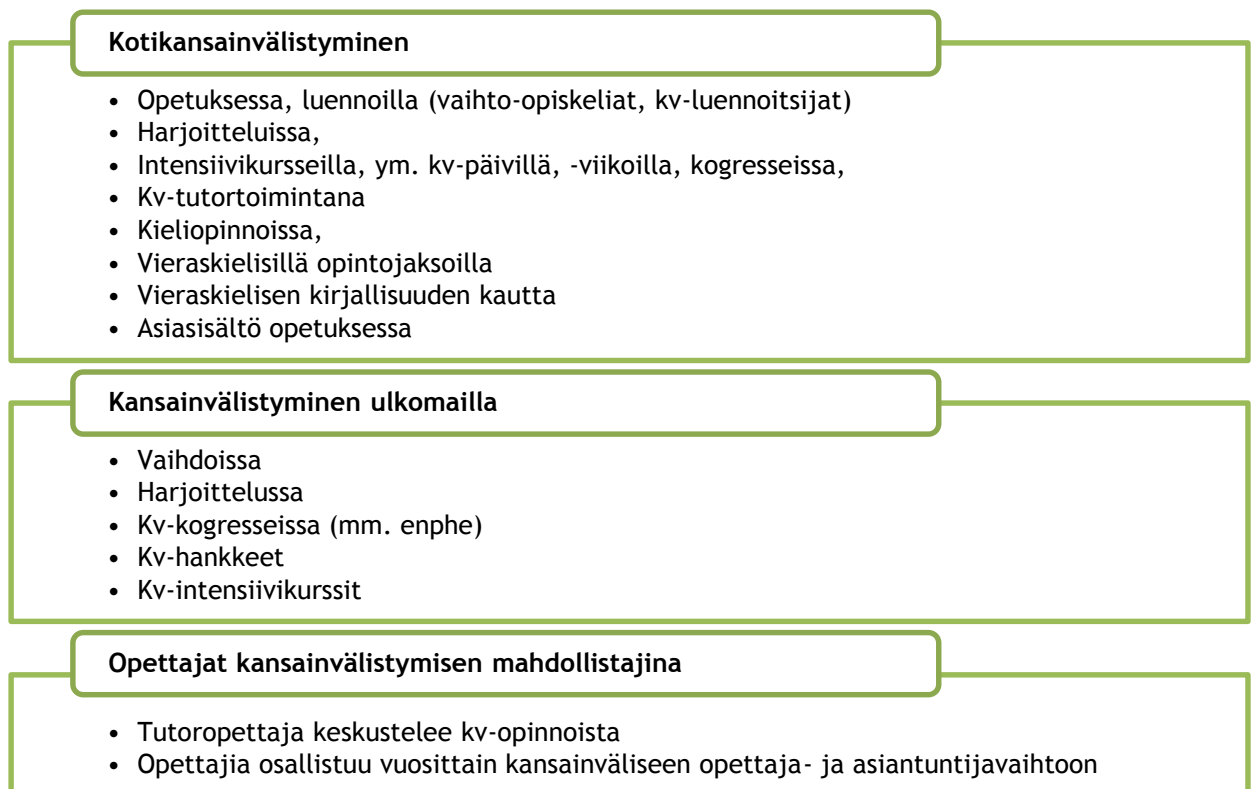 Kotikansainvälistyminen
• Opetuksessa, luennoilla (vaihto-opiskeliat, kv-luennoitsijat)
• Harjoitteluissa,
• Intensiivikursseilla, ym. kv-päivillä, -viikoilla, kogresseissa,
• Kv-tutortoimintana
• Kieliopinnoissa,
• Vieraskielisillä opintojaksoilla
• Vieraskielisen kirjallisuuden kautta
• Asiasisältö opetuksessa
Kansainvälistyminen ulkomailla
• Vaihdoissa
• Harjoittelussa
• Kv-kogresseissa (mm. enphe)
• Kv-hankkeet
• Kv-intensiivikurssit
Opettajat kansainvälistymisen mahdollistajina
• Tutoropettaja keskustelee kv-opinnoista
• Opettajia osallistuu vuosittain kansainväliseen opettaja- ja asiantuntijavaihtoon